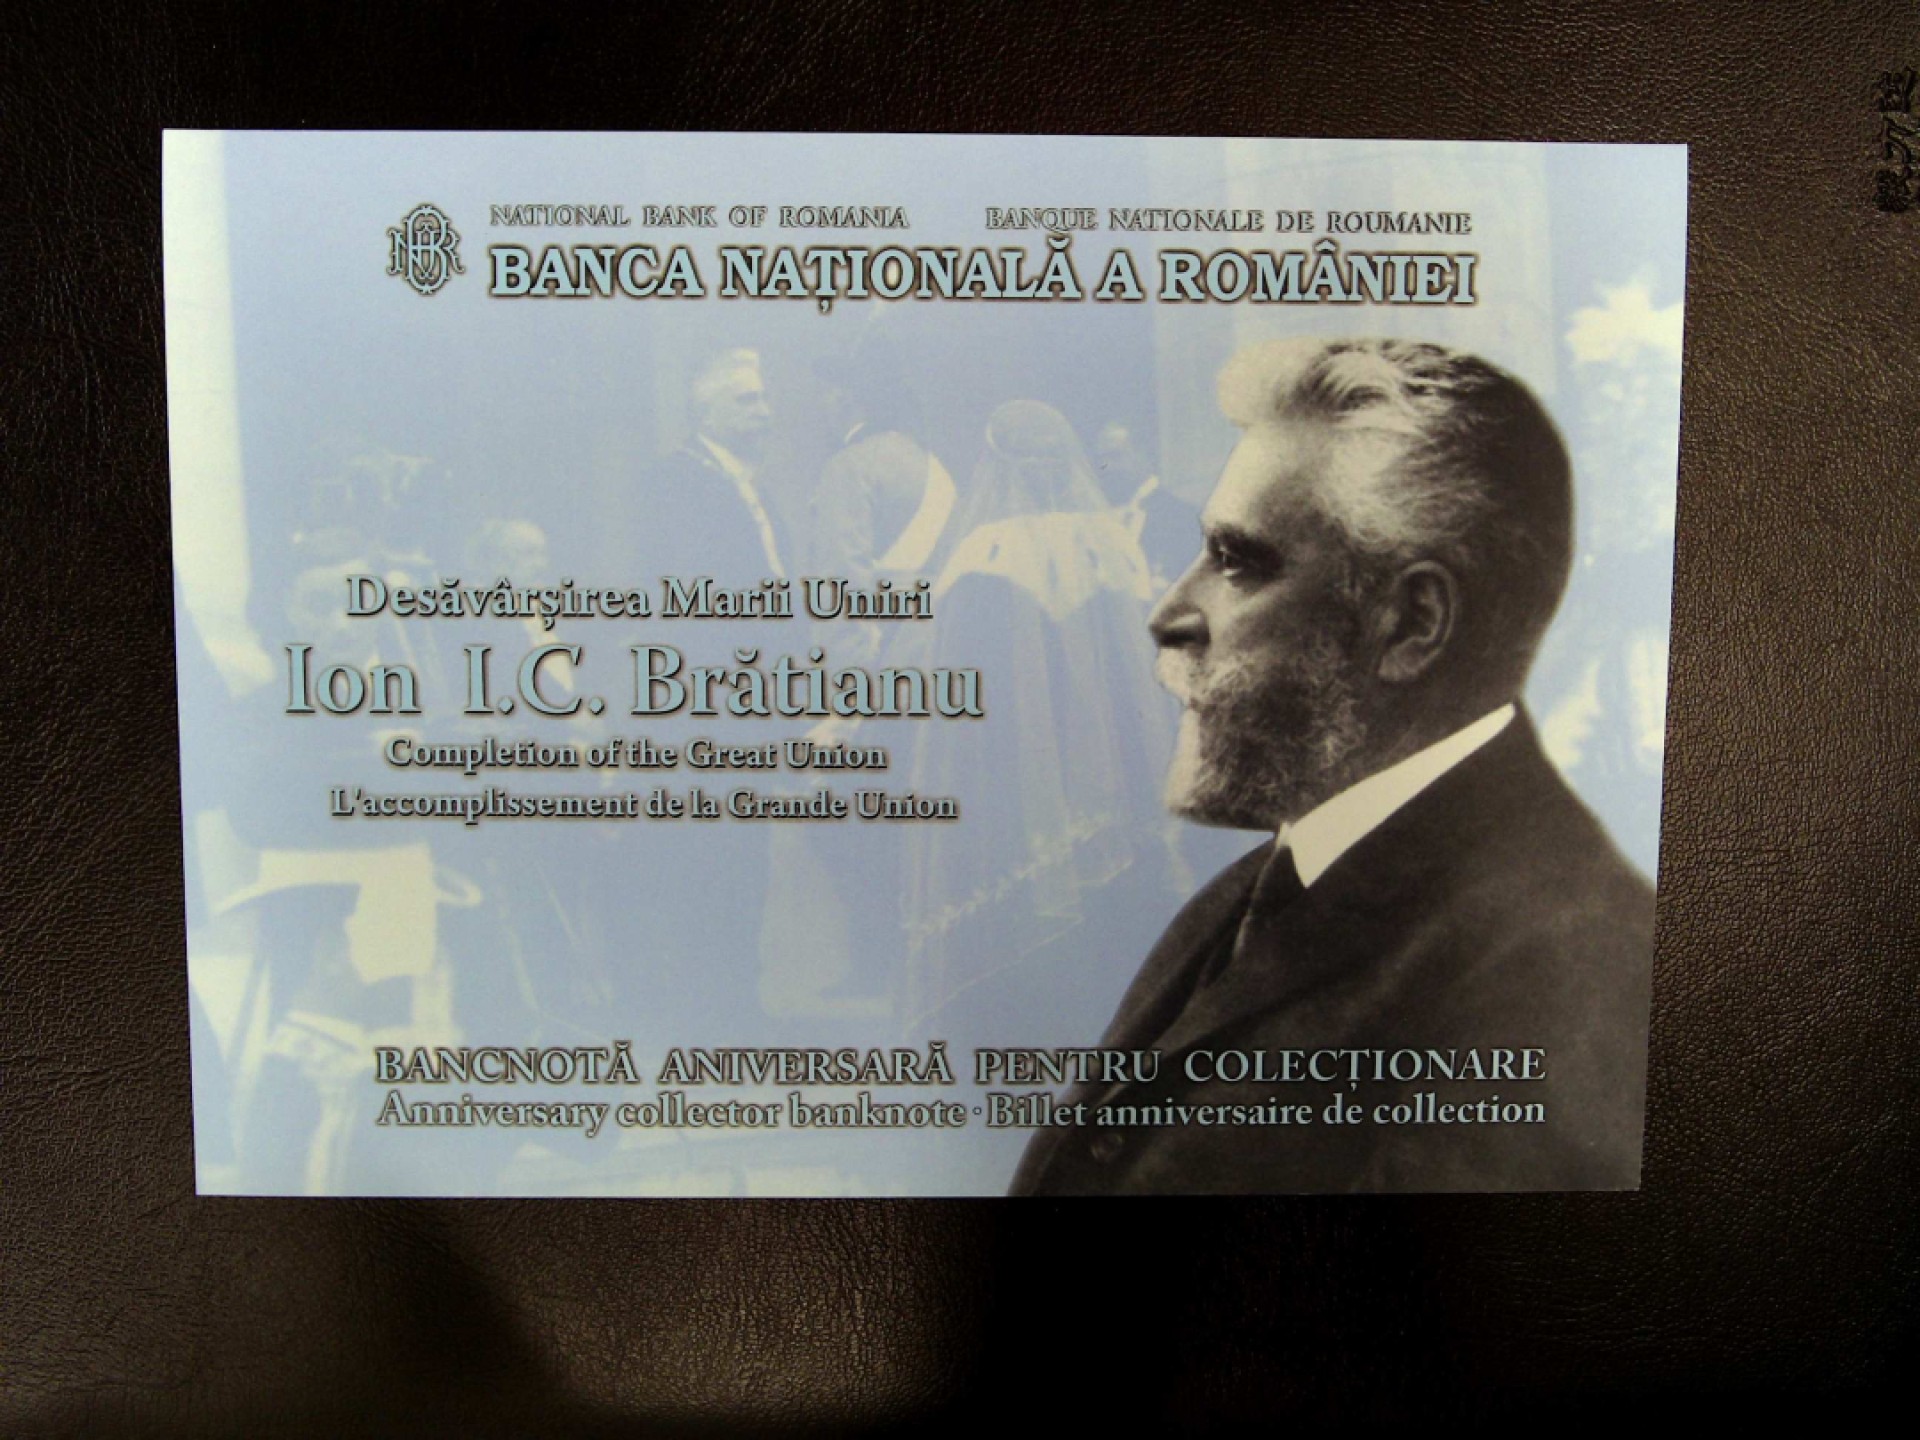 NATIONAL BANK OF ROMANIA BANQUE NATIONALE DE ROUMANIE
BNR BANCA NAȚIONALĂ A ROMÂNIEI
Desăvârșirea Marii Uniri
Ion I.C. Brătianu
Completion of the Great Union
L'accomplissement de la Grande Union
BANCNOTĂ ANIVERSARĂ PENTRU COLECȚIONARE
Anniversary collector banknote · Billet anniversaire de collection